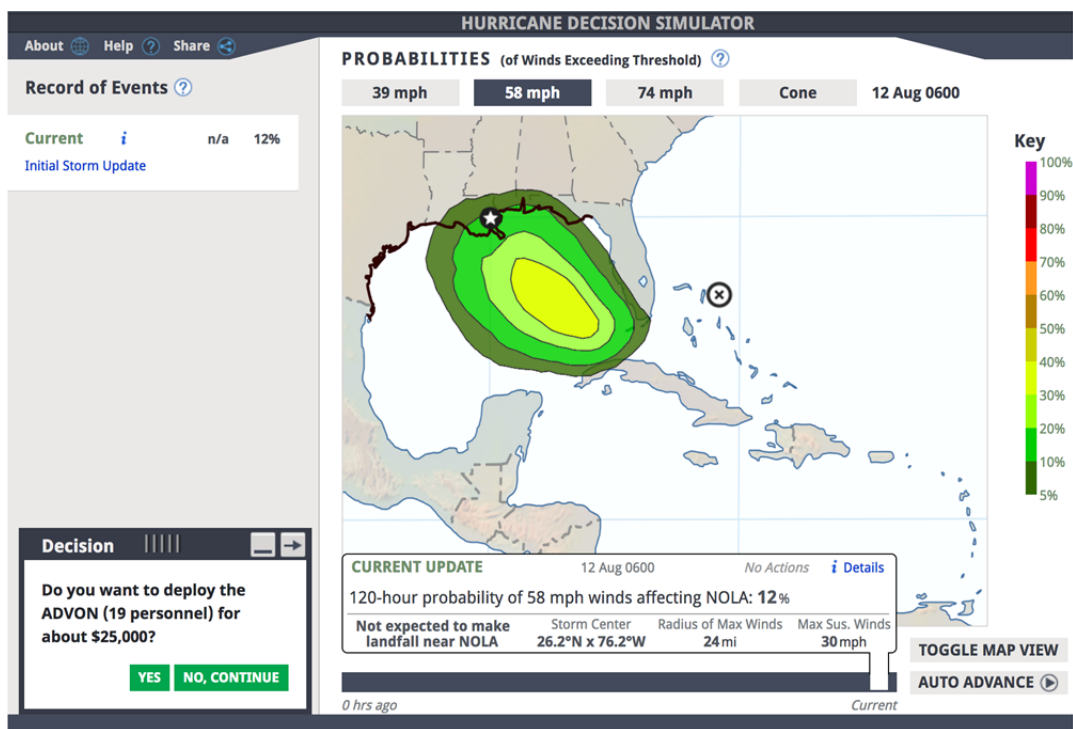 HURRICANE DECISION SIMULATOR
About Help ? Share
Record of Events ?
Current i n/a 12%
Initial Storm Update
PROBABILITIES (of Winds Exceeding Threshold) ?
39 mph 58 mph 74 mph Cone 12 Aug 0600
Key
100%
90%
80%
70%
60%
50%
40%
30%
20%
10%
5%
Decision
Do you want to deploy the
ADVON (19 personnel) for
about $25,000?
YES NO, CONTINUE
CURRENT UPDATE 12 Aug 0600 No Actions i Details
120-hour probability of 58 mph winds affecting NOLA: 12%
Not expected to make
landfall near NOLA
Storm Center
26.2°N x 76.2°W
Radius of Max Winds
24 mi
Max Sus. Winds
30 mph
0 hrs ago Current
TOGGLE MAP VIEW
AUTO ADVANCE